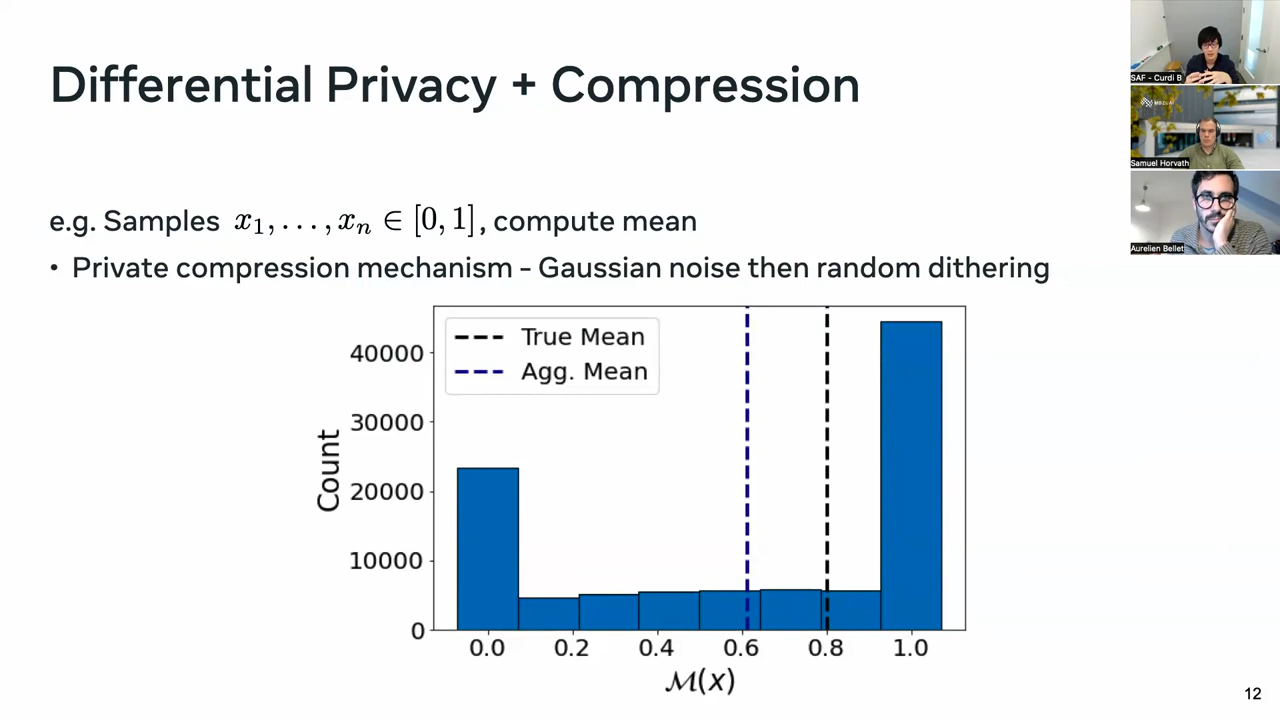 Differential Privacy + Compression
e.g. Samples x₁, . . . , xₙ ∈ [0, 1], compute mean
• Private compression mechanism - Gaussian noise then random dithering
True Mean
Agg. Mean
40000
30000
20000
10000
0
Count
0.0 0.2 0.4 0.6 0.8 1.0
ℳ(x)
12
SAF - Curdi B
Samuel Horvath
Aurelien Bellet